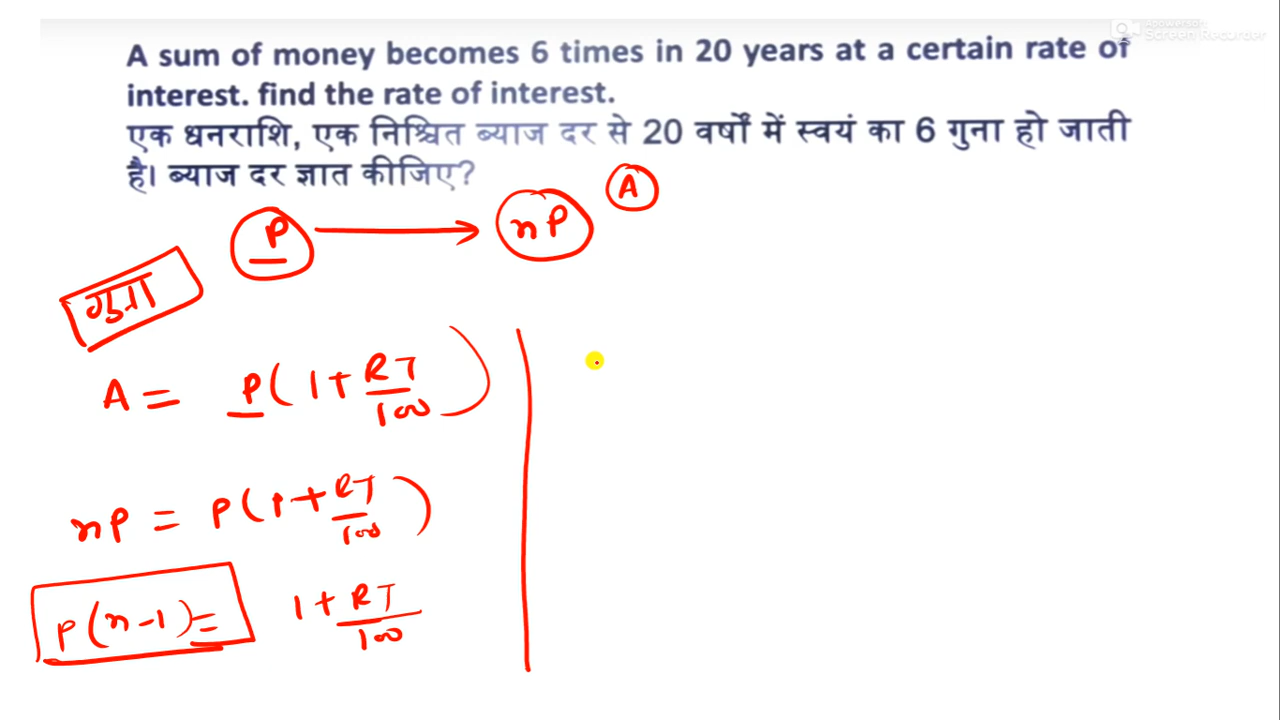 A sum of money becomes 6 times in 20 years at a certain rate of
interest. find the rate of interest.
एक धनराशि, एक निश्चित ब्याज दर से 20 वर्षों में स्वयं का 6 गुना हो जाती
है। ब्याज दर ज्ञात कीजिए?
P → nP A
गुना
A = P(1+RT/100)
nP = P(1+RT/100)
P(n-1) = 1+RT/100
Screen Recorder